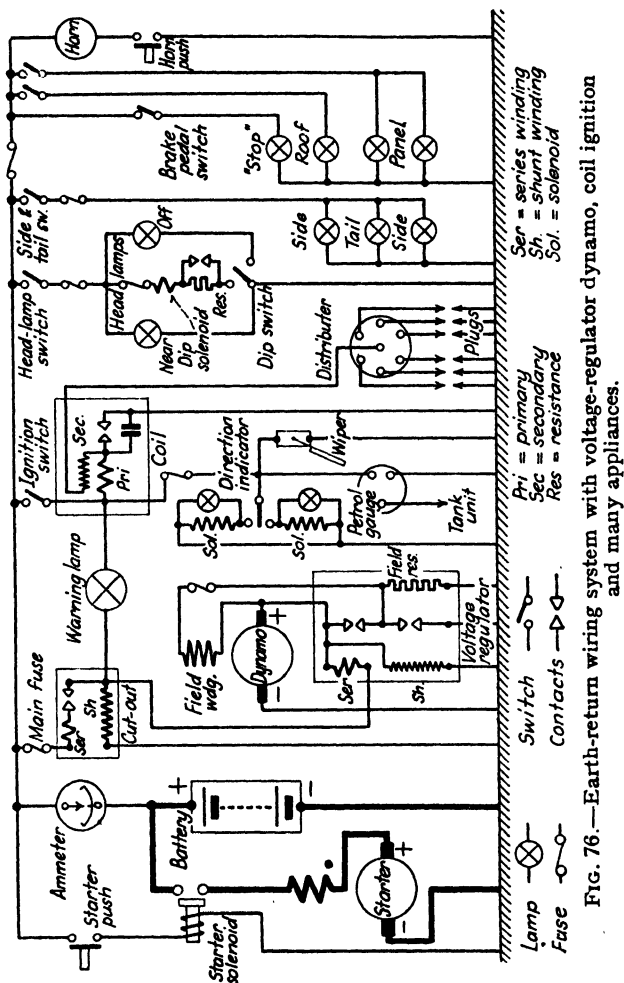 Horn
Horn
push
Brake
pedal
switch
"Stop"
Roof
Panel
Side &
tail sw.
Side
Tail
Side
Head-lamp
switch
Head lamps
Off
Near
Dip
solenoid
Res.
Dip switch
Ignition
switch
Sec.
Pri
Coil
Distributer
Plugs
Direction
indicator
Sol.
Sol.
Wiper
Petrol
gauge
Tank
unit
Warning lamp
Main fuse
Ser
Sh
Cut-out
Field
wdg.
Dynamo
+
-
Field
res.
Ser
Sh.
Voltage
regulator
Ammeter
Battery
+
-
Starter
push
Starter
solenoid
Starter
+
-
Lamp
Fuse
Switch
Contacts
Pri = primary
Sec = secondary
Res = resistance
Ser = series winding
Sh. = shunt winding
Sol. = solenoid
FIG. 76.—Earth-return wiring system with voltage-regulator dynamo, coil ignition
and many appliances.